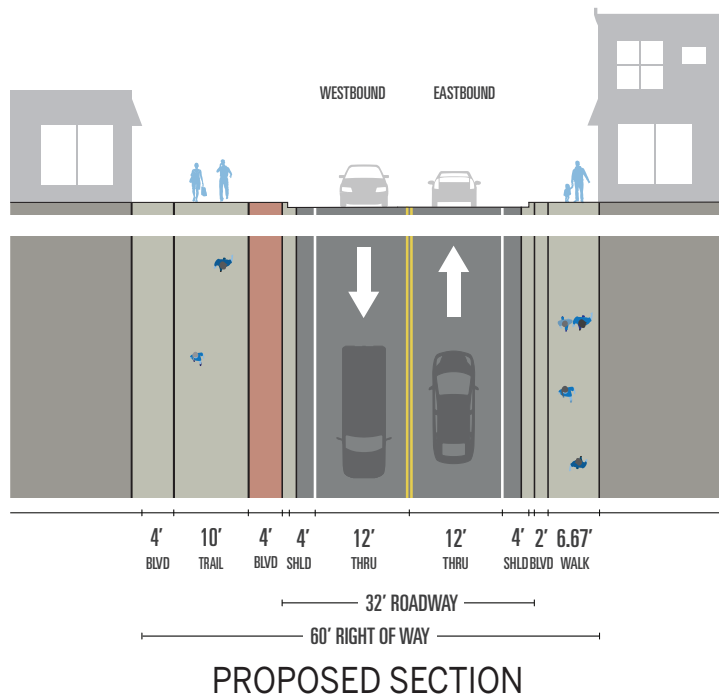 WESTBOUND EASTBOUND
4' 10' 4' 4' 12' 12' 4' 2' 6.67'
BLVD TRAIL BLVD SHLD THRU THRU SHLD BLVD WALK
32' ROADWAY
60' RIGHT OF WAY
PROPOSED SECTION